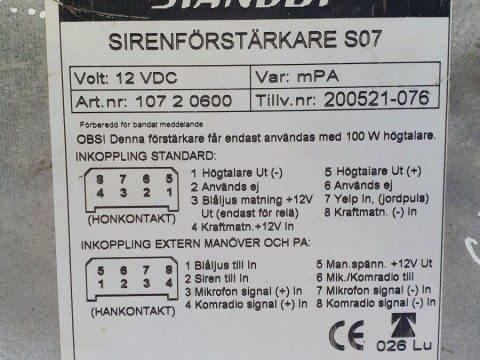 STANDBY
SIRENFÖRSTÄRKARE S07
Volt: 12 VDC Var: mPA
Art.nr: 107 2 0600 Tillv.nr: 200521-076
Förberedd för bandat meddelande
OBS! Denna förstärkare får endast användas med 100 W högtalare.
INKOPPLING STANDARD:
8 7 6 5
4 3 2 1
(HONKONTAKT)
1 Högtalare Ut (-)
2 Används ej
3 Blåljus matning +12V
Ut (endast för relä)
4 Kraftmatn.+12V In
5 Högtalare Ut (+)
6 Används ej
7 Yelp In, (jordpuls)
8 Kraftmatn. (-) In
INKOPPLING EXTERN MANÖVER OCH PA:
5 6 7 8
1 2 3 4
(HANKONTAKT)
1 Blåljus till In
2 Siren till In
3 Mikrofon signal (+) In
4 Komradio signal (+) In
5 Man.spänn. +12V Ut
6 Mik./Komradio till
7 Mikrofon signal (-) In
8 Komradio signal (-) In
CE
026 Lu